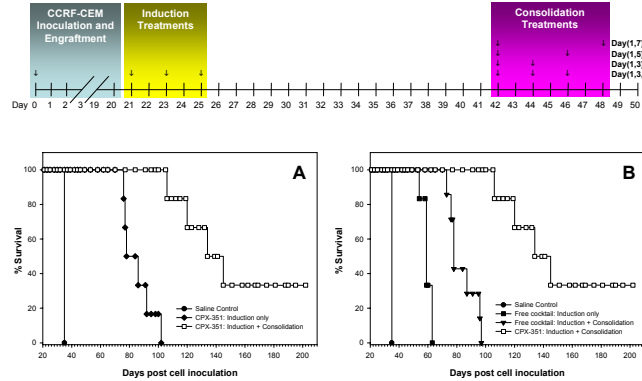 CCRF-CEM
Inoculation and
Engraftment
Induction
Treatments
Consolidation
Treatments
Day(1,7)
Day(1,5)
Day(1,3)
Day(1,3,
Day 0 1 2 3 19 20 21 22 23 24 25 26 27 28 29 30 31 32 33 34 35 36 37 38 39 40 41 42 43 44 45 46 47 48 49 50
A
% Survival
100
80
60
40
20
0
Saline Control
CPX-351: Induction only
CPX-351: Induction + Consolidation
20 40 60 80 100 120 140 160 180 200
Days post cell inoculation
B
% Survival
100
80
60
40
20
0
Saline Control
Free cocktail: Induction only
Free cocktail: Induction + Consolidation
CPX-351: Induction + Consolidation
20 40 60 80 100 120 140 160 180 200
Days post cell inoculation